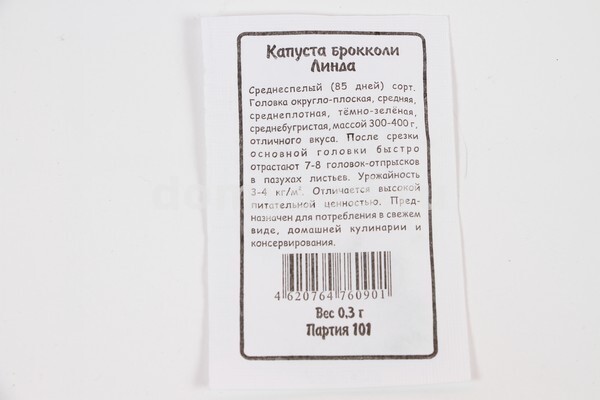 Капуста брокколи
Линда
Среднеспелый (85 дней) сорт.
Головка округло-плоская, средняя,
среднеплотная, тёмно-зелёная,
среднебугристая, массой 300-400 г,
отличного вкуса. После срезки
основной головки быстро
отрастают 7-8 головок-отпрысков
в пазухах листьев. Урожайность
3-4 кг/м². Отличается высокой
питательной ценностью. Пред-
назначен для потребления в свежем
виде, домашней кулинарии и
консервирования.
4 620764 760901
Вес 0,3 г
Партия 101